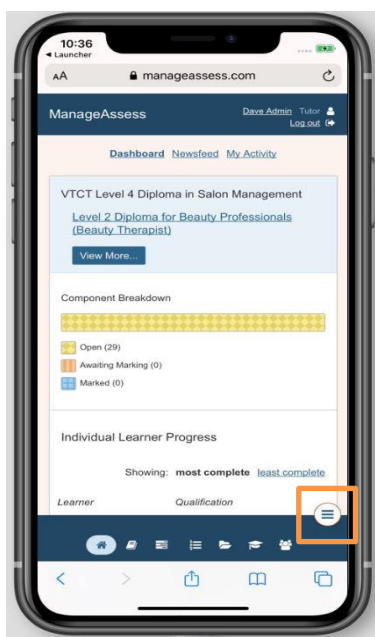 10:36
Launcher
AA manageassess.com
ManageAssess
Dave Admin Tutor
Log out
Dashboard Newsfeed My Activity
VTCT Level 4 Diploma in Salon Management
Level 2 Diploma for Beauty Professionals
(Beauty Therapist)
View More...
Component Breakdown
Open (29)
Awaiting Marking (0)
Marked (0)
Individual Learner Progress
Showing: most complete least complete
Learner Qualification